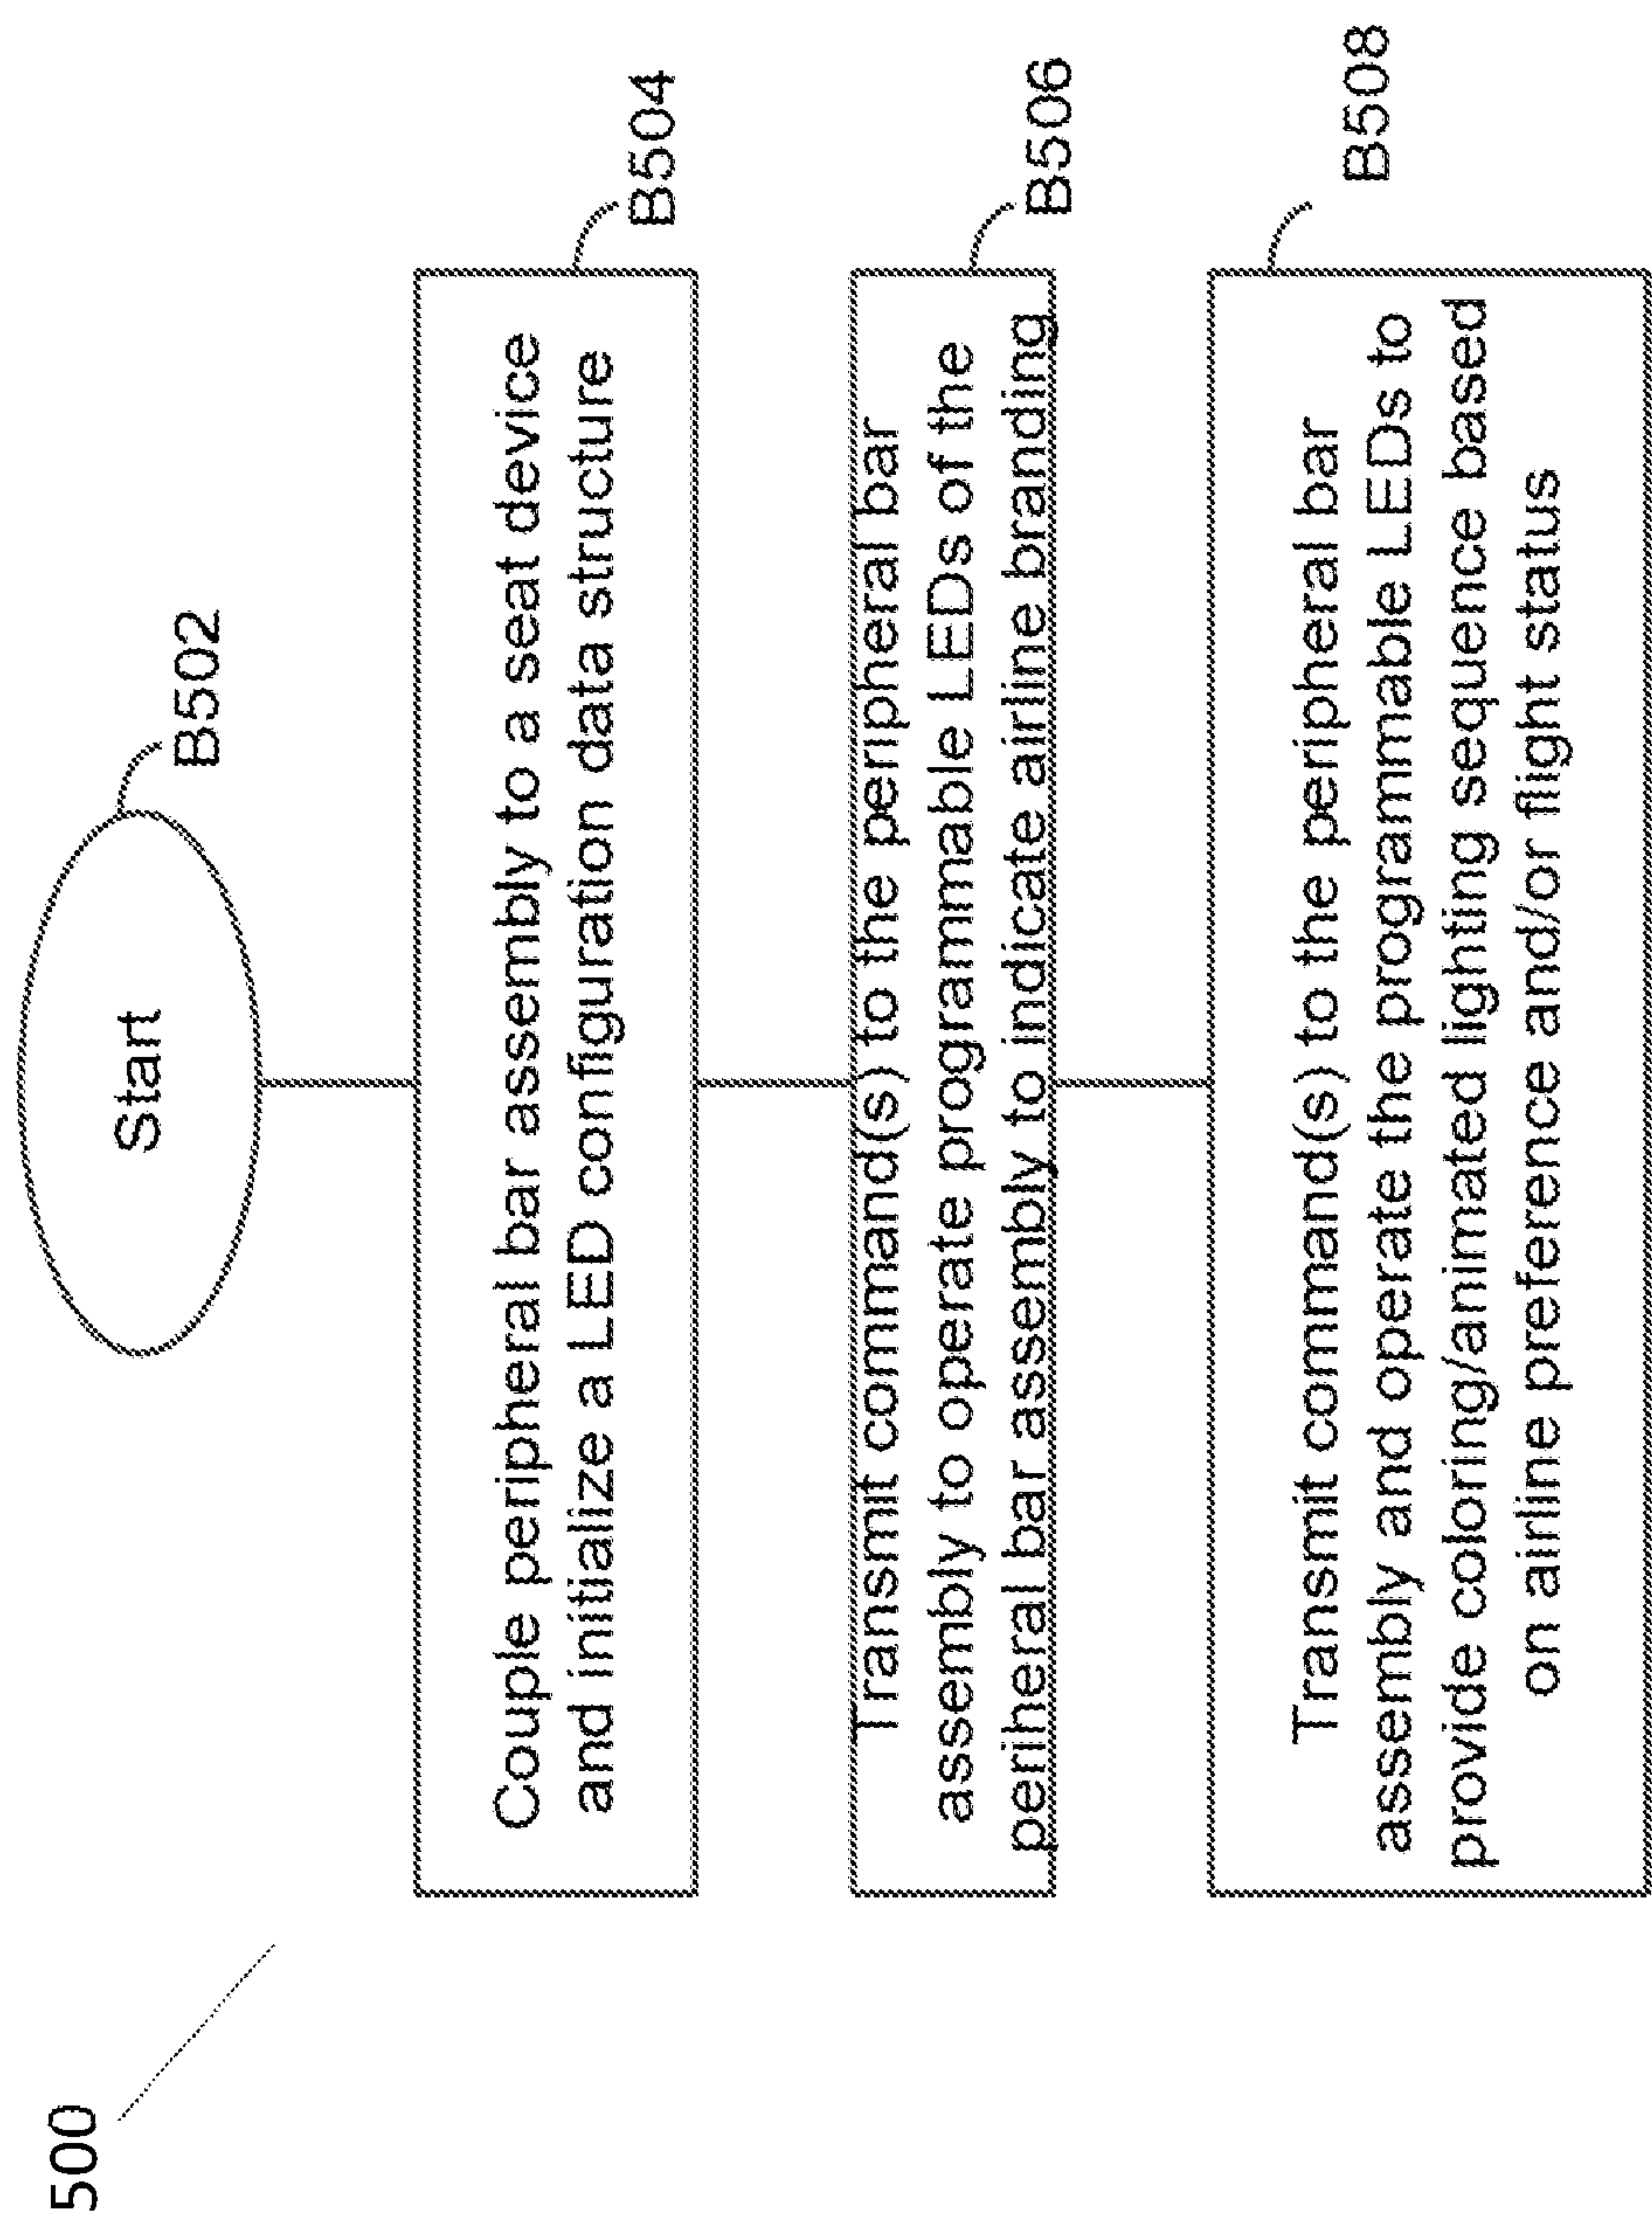 500
Start
B502
Couple peripheral bar assembly to a seat device
and initialize a LED configuration data structure
B504
Transmit command(s) to the peripheral bar
assembly to operate programmable LEDs of the
periheral bar assembly to indicate airline branding
B506
Transmit command(s) to the peripheral bar
assembly and operate the programmable LEDs to
provide coloring/animated lighting sequence based
on airline preference and/or flight status
B508